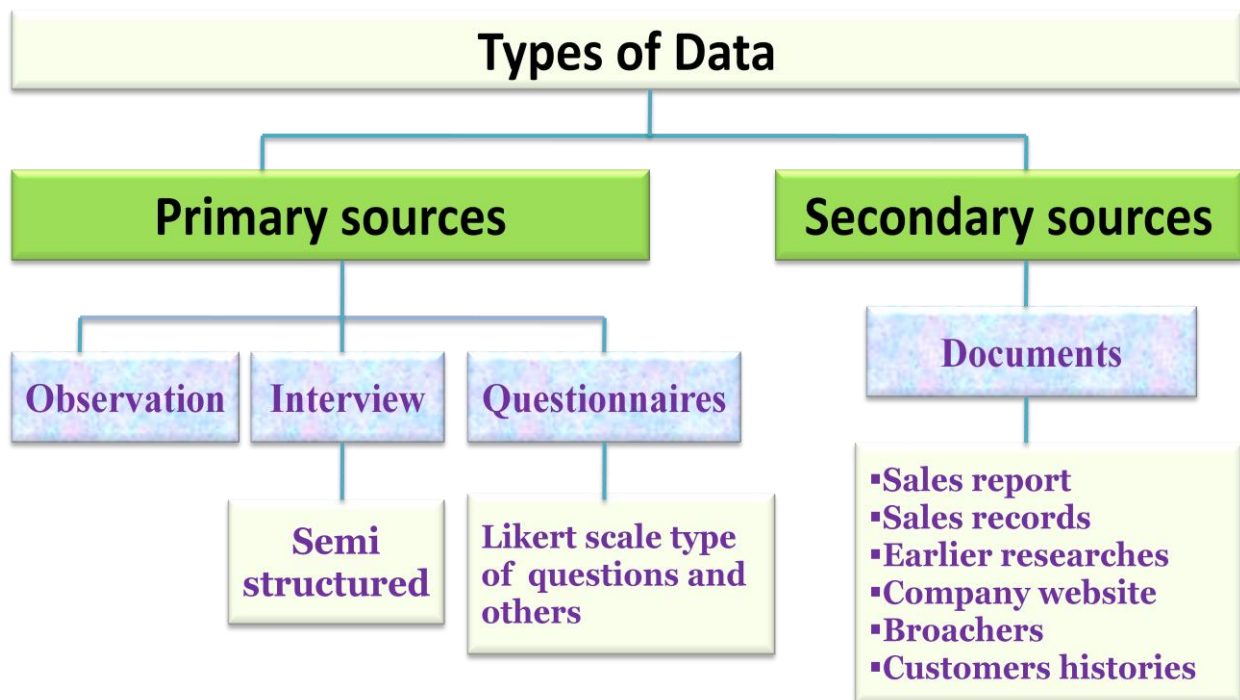 Types of Data
Primary sources
Secondary sources
Observation
Interview
Questionnaires
Documents
Semi
structured
Likert scale type
of questions and
others
▪Sales report
▪Sales records
▪Earlier researches
▪Company website
▪Broachers
▪Customers histories